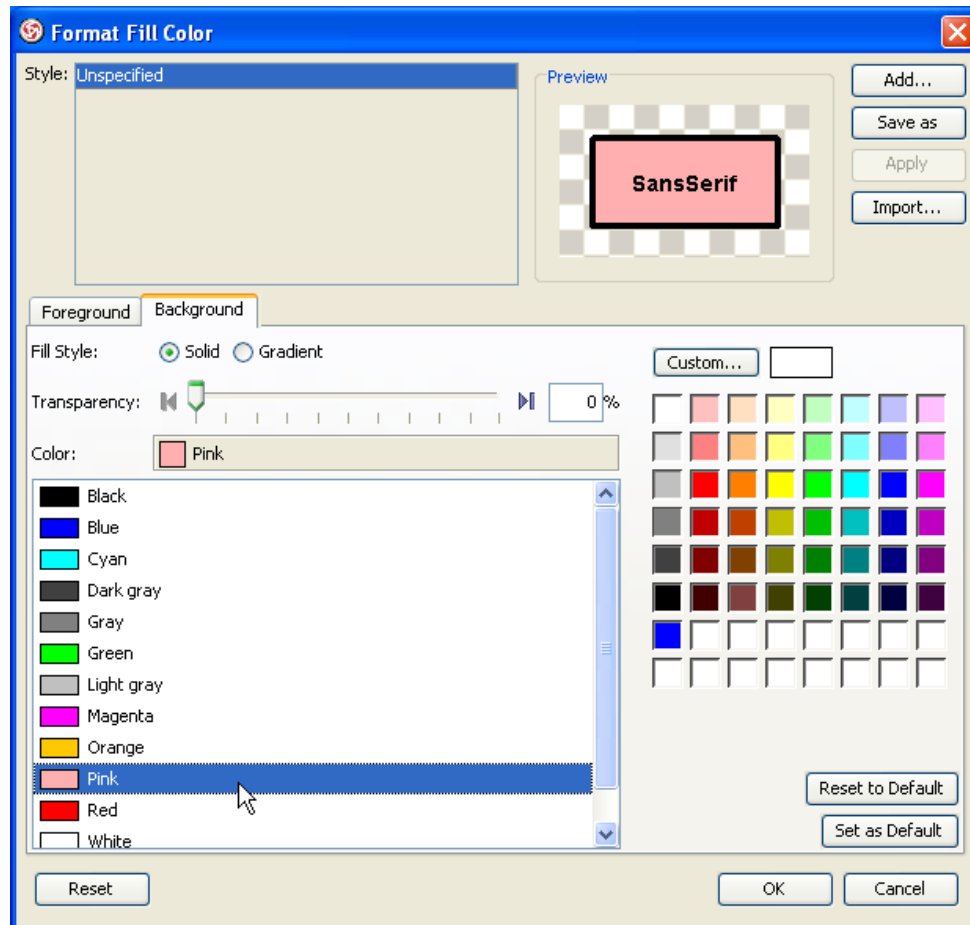 Format Fill Color
Style: Unspecified
Preview
SansSerif
Add...
Save as
Apply
Import...
Foreground Background
Fill Style: Solid Gradient
Transparency: 0 %
Color: Pink
Black
Blue
Cyan
Dark gray
Gray
Green
Light gray
Magenta
Orange
Pink
Red
White
Custom...
Reset to Default
Set as Default
Reset OK Cancel